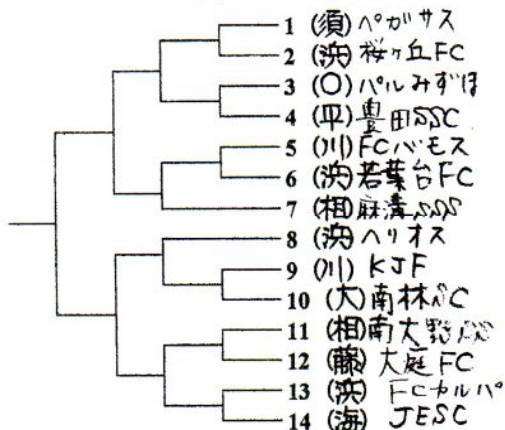 1 (須) ペガサス
2 (浜) 桜ヶ丘FC
3 (○) パルみずほ
4 (平) 豊田SSC
5 (川) FCバモス
6 (浜) 若葉台FC
7 (相) 麻溝SSS
8 (浜) ヘリオス
9 (川) KJF
10 (大) 南林SC
11 (相) 南大野SS
12 (藤) 大庭FC
13 (浜) FCカルパ
14 (海) JESC